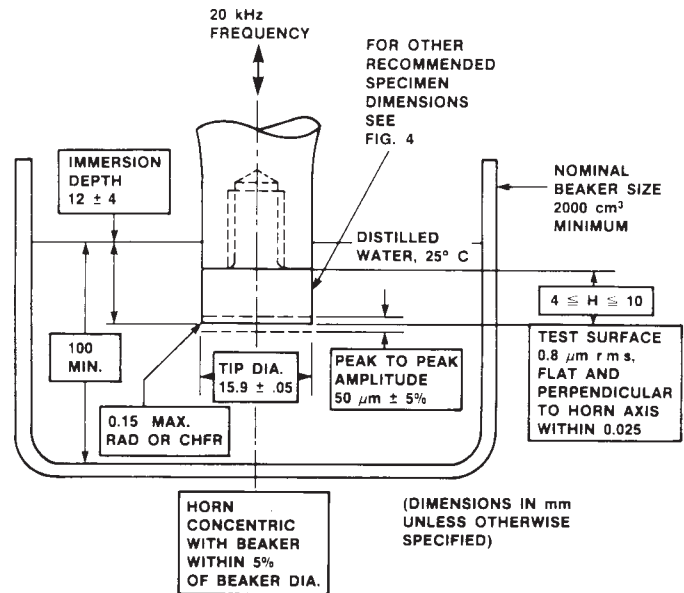 20 kHz
FREQUENCY
FOR OTHER
RECOMMENDED
SPECIMEN
DIMENSIONS
SEE
FIG. 4
IMMERSION
DEPTH
12 ± 4
NOMINAL
BEAKER SIZE
2000 cm³
MINIMUM
DISTILLED
WATER, 25° C
4 ≦ H ≦ 10
100
MIN.
TIP DIA.
15.9 ± .05
PEAK TO PEAK
AMPLITUDE
50 μm ± 5%
TEST SURFACE
0.8 μm r m s,
FLAT AND
PERPENDICULAR
TO HORN AXIS
WITHIN 0.025
0.15 MAX.
RAD OR CHFR
HORN
CONCENTRIC
WITH BEAKER
WITHIN 5%
OF BEAKER DIA.
(DIMENSIONS IN mm
UNLESS OTHERWISE
SPECIFIED)